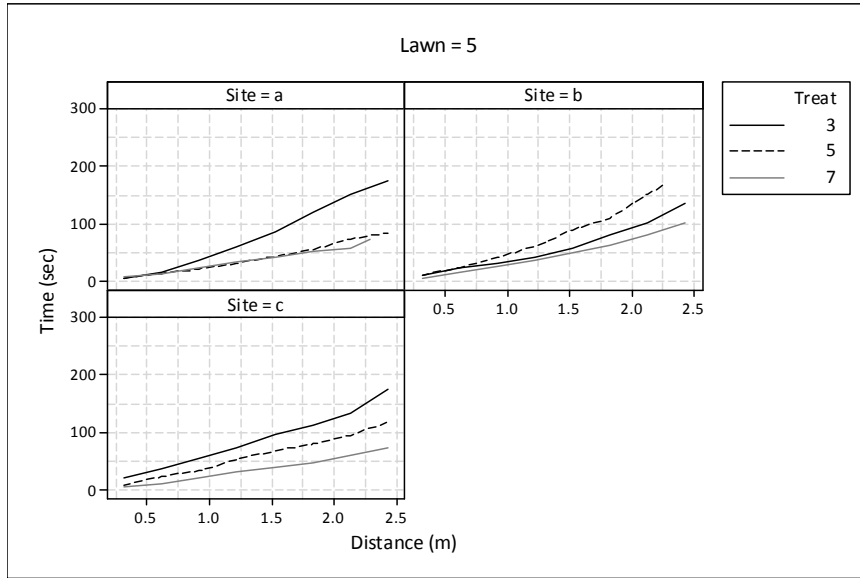 Lawn = 5
Site = a
Site = b
Treat
3
5
7
300
200
100
0
Site = c
0.5 1.0 1.5 2.0 2.5
300
200
100
0
0.5 1.0 1.5 2.0 2.5
Time (sec)
Distance (m)